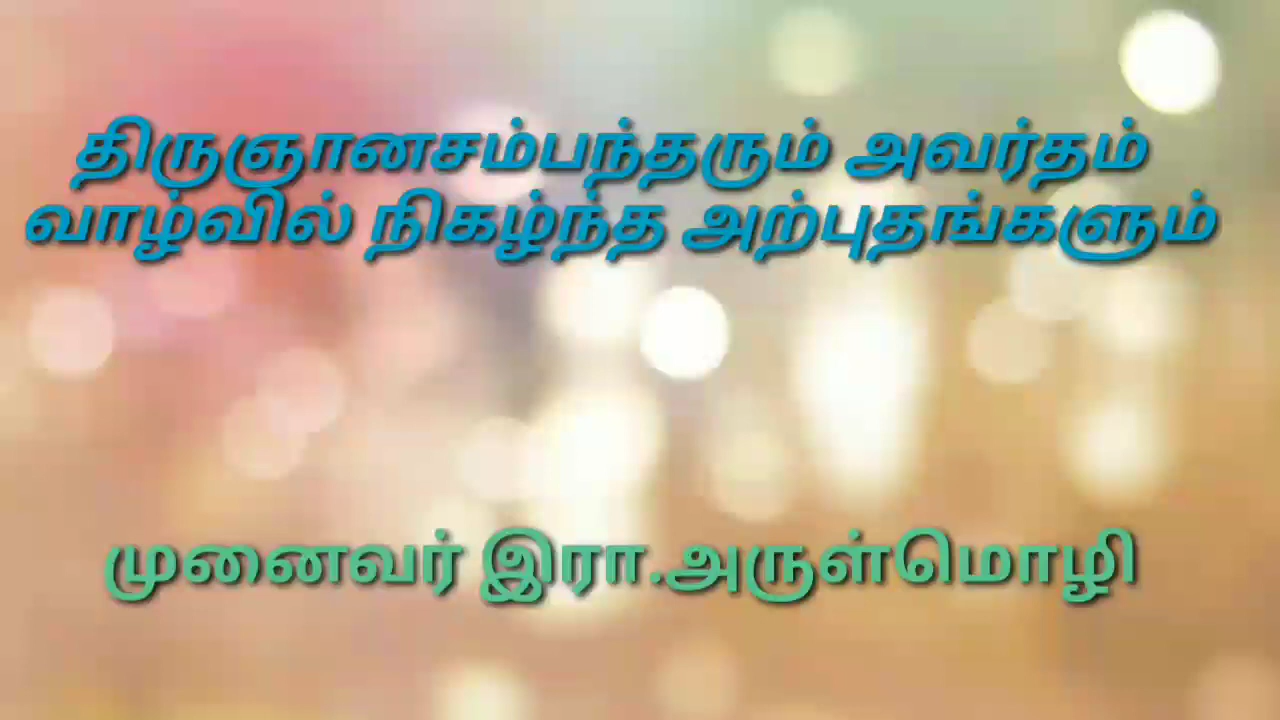 திருஞானசம்பந்தரும் அவர்தம்
வாழ்வில் நிகழ்ந்த அற்புதங்களும்
முனைவர் இரா.அருள்மொழி